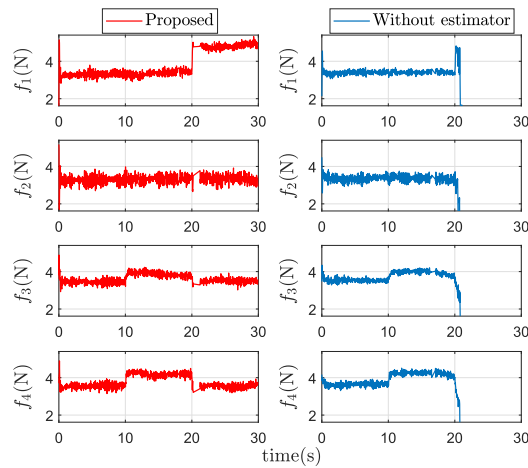 Proposed Without estimator
f1(N) 4 2 0 10 20 30 f1(N) 4 2 0 10 20 30
f2(N) 4 2 0 10 20 30 f2(N) 4 2 0 10 20 30
f3(N) 4 2 0 10 20 30 f3(N) 4 2 0 10 20 30
f4(N) 4 2 0 10 20 30 f4(N) 4 2 0 10 20 30
time(s)